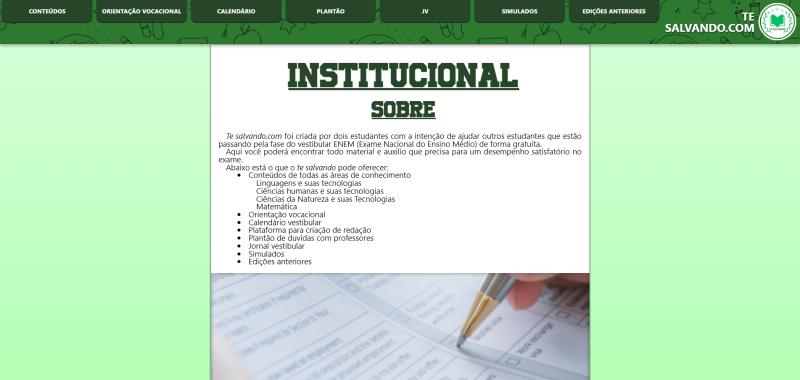 CONTEÚDOS
ORIENTAÇÃO VOCACIONAL
CALENDÁRIO
PLANTÃO
JV
SIMULADOS
EDIÇÕES ANTERIORES
TE
SALVANDO.COM
INSTITUCIONAL
SOBRE
Te salvando.com foi criada por dois estudantes com a intenção de ajudar outros estudantes que estão
passando pela fase do vestibular ENEM (Exame Nacional do Ensino Médio) de forma gratuita.
Aqui você poderá encontrar todo material e auxilio que precisa para um desempenho satisfatório no
exame.
Abaixo está o que o te salvando pode oferecer:
• Conteúdos de todas as áreas de conhecimento
Linguagens e suas tecnologias
Ciências humanas e suas tecnologias
Ciências da Natureza e suas Tecnologias
Matemática
• Orientação vocacional
• Calendário vestibular
• Plataforma para criação de redação
• Plantão de dúvidas com professores
• Jornal vestibular
• Simulados
• Edições anteriores
work exchange
visa